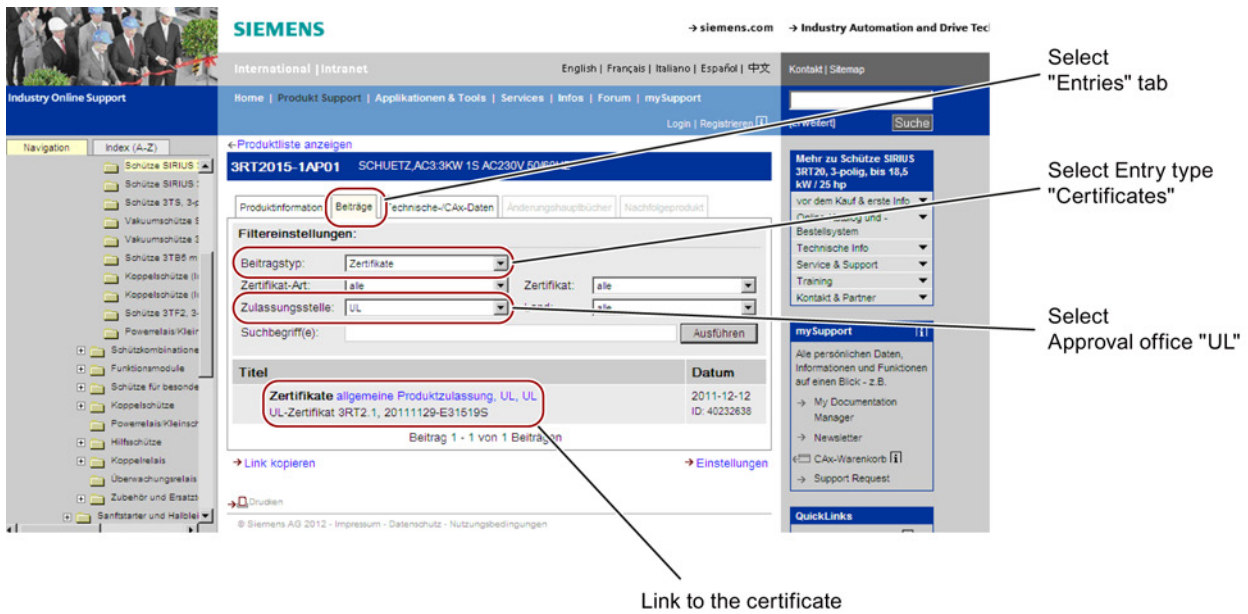 SIEMENS
→ siemens.com
→ Industry Automation and Drive Tec
International | Intranet
English | Français | Italiano | Español | 中文
Kontakt | Sitemap
Industry Online Support
Home | Produkt Support | Applikationen & Tools | Services | Infos | Forum | mySupport
Login | Registrieren
[Erweitert]
Suche
Navigation
Index (A-Z)
Schütze SIRIUS
Schütze SIRIUS
Schütze 3TS, 3-p
Vakuumschütze
Vakuumschütze
Schütze 3TB5 m
Koppelschütze (I
Koppelschütze (I
Schütze 3TF2, 3-
Powerrelais/Klein
Schützkombinatione
Funktionsmodule
Schütze für besonde
Koppelschütze
Powerrelais/Kleinsch
Hilfsschütze
Koppelrelais
Überwachungsrelais
Zubehör und Ersatzt
Sanftstarter und Halblei
←Produktliste anzeigen
3RT2015-1AP01 SCHUETZ,AC3:3KW 1S AC230V 50/60HZ
Produktinformation
Beiträge
Technische-/CAx-Daten
Änderungshauptbücher
Nachfolgeprodukt
Filtereinstellungen:
Beitragstyp:
Zertifikate
Zertifikat-Art:
alle
Zertifikat:
alle
Zulassungsstelle:
UL
Land:
alle
Suchbegriff(e):
Ausführen
Titel
Datum
Zertifikate allgemeine Produktzulassung, UL, UL
2011-12-12
UL-Zertifikat 3RT2.1, 20111129-E31519S
ID: 40232638
Beitrag 1 - 1 von 1 Beiträgen
→ Link kopieren
→ Einstellungen
Drucken
© Siemens AG 2012 - Impressum - Datenschutz - Nutzungsbedingungen
Mehr zu Schütze SIRIUS
3RT20, 3-polig, bis 18,5
kW / 25 hp
vor dem Kauf & erste Info
Online-Katalog und -
Bestellsystem
Technische Info
Service & Support
Training
Kontakt & Partner
mySupport
Alle persönlichen Daten,
Informationen und Funktionen
auf einen Blick - z.B.
→ My Documentation
Manager
→ Newsletter
CAx-Warenkorb
→ Support Request
QuickLinks
Select
"Entries" tab
Select Entry type
"Certificates"
Select
Approval office "UL"
Link to the certificate